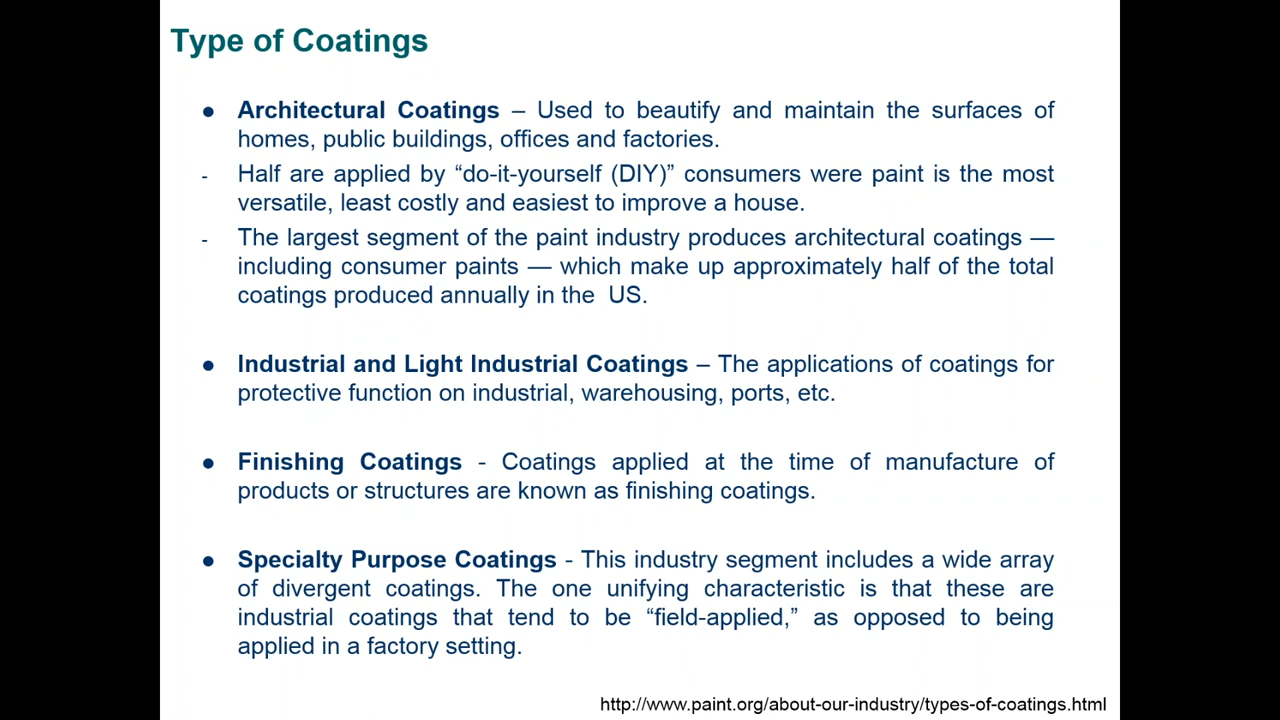 Type of Coatings
● Architectural Coatings – Used to beautify and maintain the surfaces of
homes, public buildings, offices and factories.
- Half are applied by “do-it-yourself (DIY)” consumers were paint is the most
versatile, least costly and easiest to improve a house.
- The largest segment of the paint industry produces architectural coatings —
including consumer paints — which make up approximately half of the total
coatings produced annually in the  US.
● Industrial and Light Industrial Coatings – The applications of coatings for
protective function on industrial, warehousing, ports, etc.
● Finishing Coatings - Coatings applied at the time of manufacture of
products or structures are known as finishing coatings.
● Specialty Purpose Coatings - This industry segment includes a wide array
of divergent coatings. The one unifying characteristic is that these are
industrial coatings that tend to be “field-applied,” as opposed to being
applied in a factory setting.
http://www.paint.org/about-our-industry/types-of-coatings.html